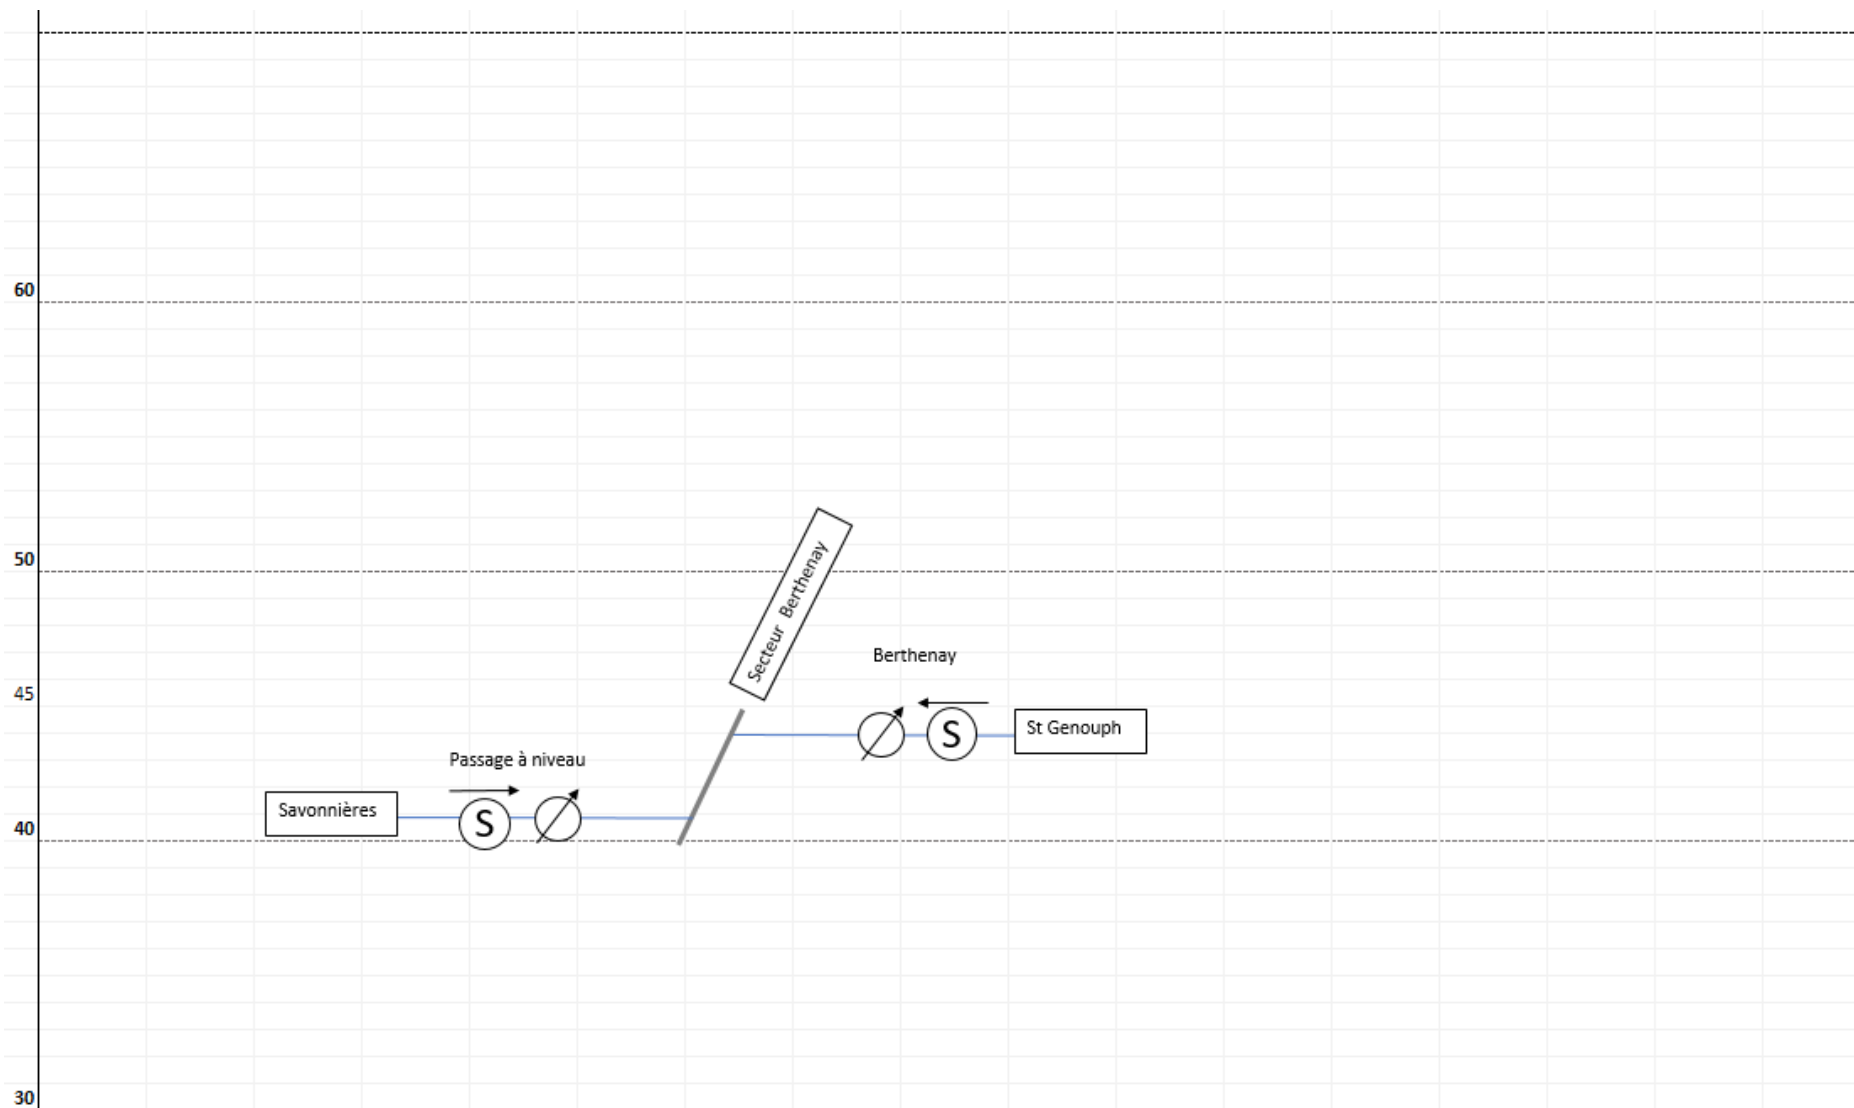 60
50
Secteur Berthenay
Berthenay
45
St Genouph
Passage à niveau
Savonnières
S
S
40
30